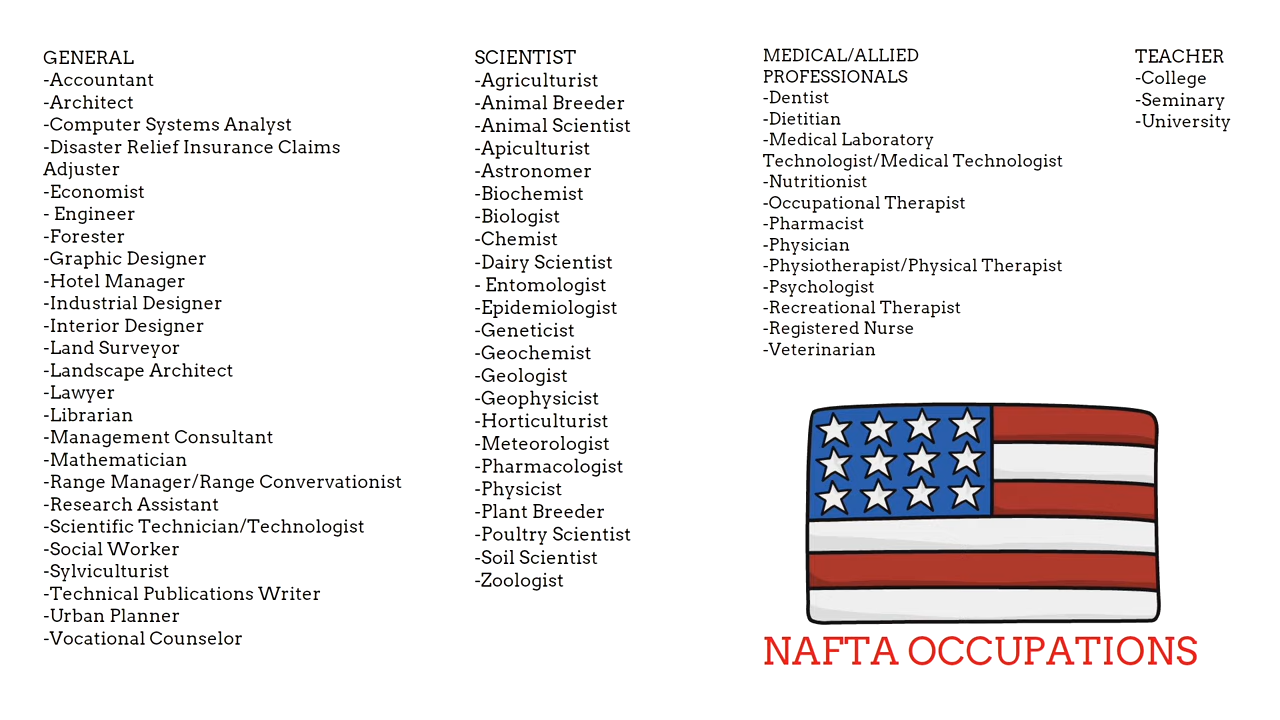 GENERAL
-Accountant
-Architect
-Computer Systems Analyst
-Disaster Relief Insurance Claims
Adjuster
-Economist
- Engineer
-Forester
-Graphic Designer
-Hotel Manager
-Industrial Designer
-Interior Designer
-Land Surveyor
-Landscape Architect
-Lawyer
-Librarian
-Management Consultant
-Mathematician
-Range Manager/Range Convervationist
-Research Assistant
-Scientific Technician/Technologist
-Social Worker
-Sylviculturist
-Technical Publications Writer
-Urban Planner
-Vocational Counselor
SCIENTIST
-Agriculturist
-Animal Breeder
-Animal Scientist
-Apiculturist
-Astronomer
-Biochemist
-Biologist
-Chemist
-Dairy Scientist
- Entomologist
-Epidemiologist
-Geneticist
-Geochemist
-Geologist
-Geophysicist
-Horticulturist
-Meteorologist
-Pharmacologist
-Physicist
-Plant Breeder
-Poultry Scientist
-Soil Scientist
-Zoologist
MEDICAL/ALLIED
PROFESSIONALS
-Dentist
-Dietitian
-Medical Laboratory
Technologist/Medical Technologist
-Nutritionist
-Occupational Therapist
-Pharmacist
-Physician
-Physiotherapist/Physical Therapist
-Psychologist
-Recreational Therapist
-Registered Nurse
-Veterinarian
TEACHER
-College
-Seminary
-University
NAFTA OCCUPATIONS